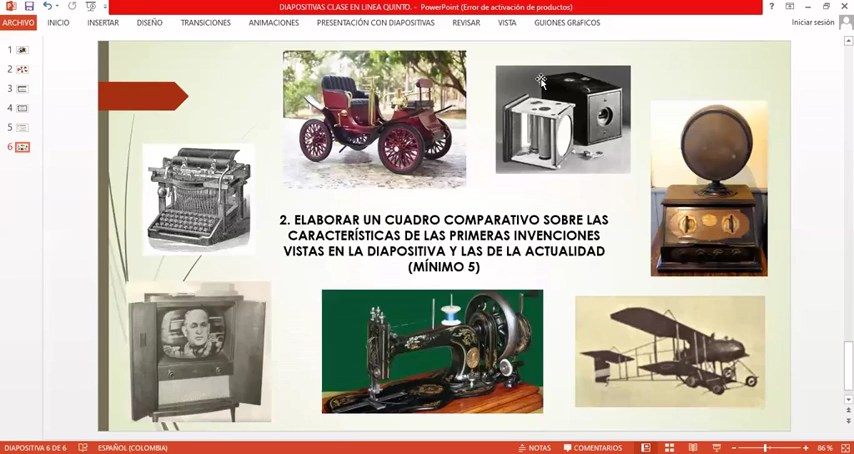 DIAPOSITIVAS CLASE EN LINEA QUINTO. - PowerPoint (Error de activación de productos)
ARCHIVO INICIO INSERTAR DISEÑO TRANSICIONES ANIMACIONES PRESENTACIÓN CON DIAPOSITIVAS REVISAR VISTA GUIONES GRÁFICOS Iniciar sesión
1
2
3
4
5
6
2. ELABORAR UN CUADRO COMPARATIVO SOBRE LAS
CARACTERÍSTICAS DE LAS PRIMERAS INVENCIONES
VISTAS EN LA DIAPOSITIVA Y LAS DE LA ACTUALIDAD
(MÍNIMO 5)
DIAPOSITIVA 6 DE 6 ESPAÑOL (COLOMBIA) NOTAS COMENTARIOS 86 %